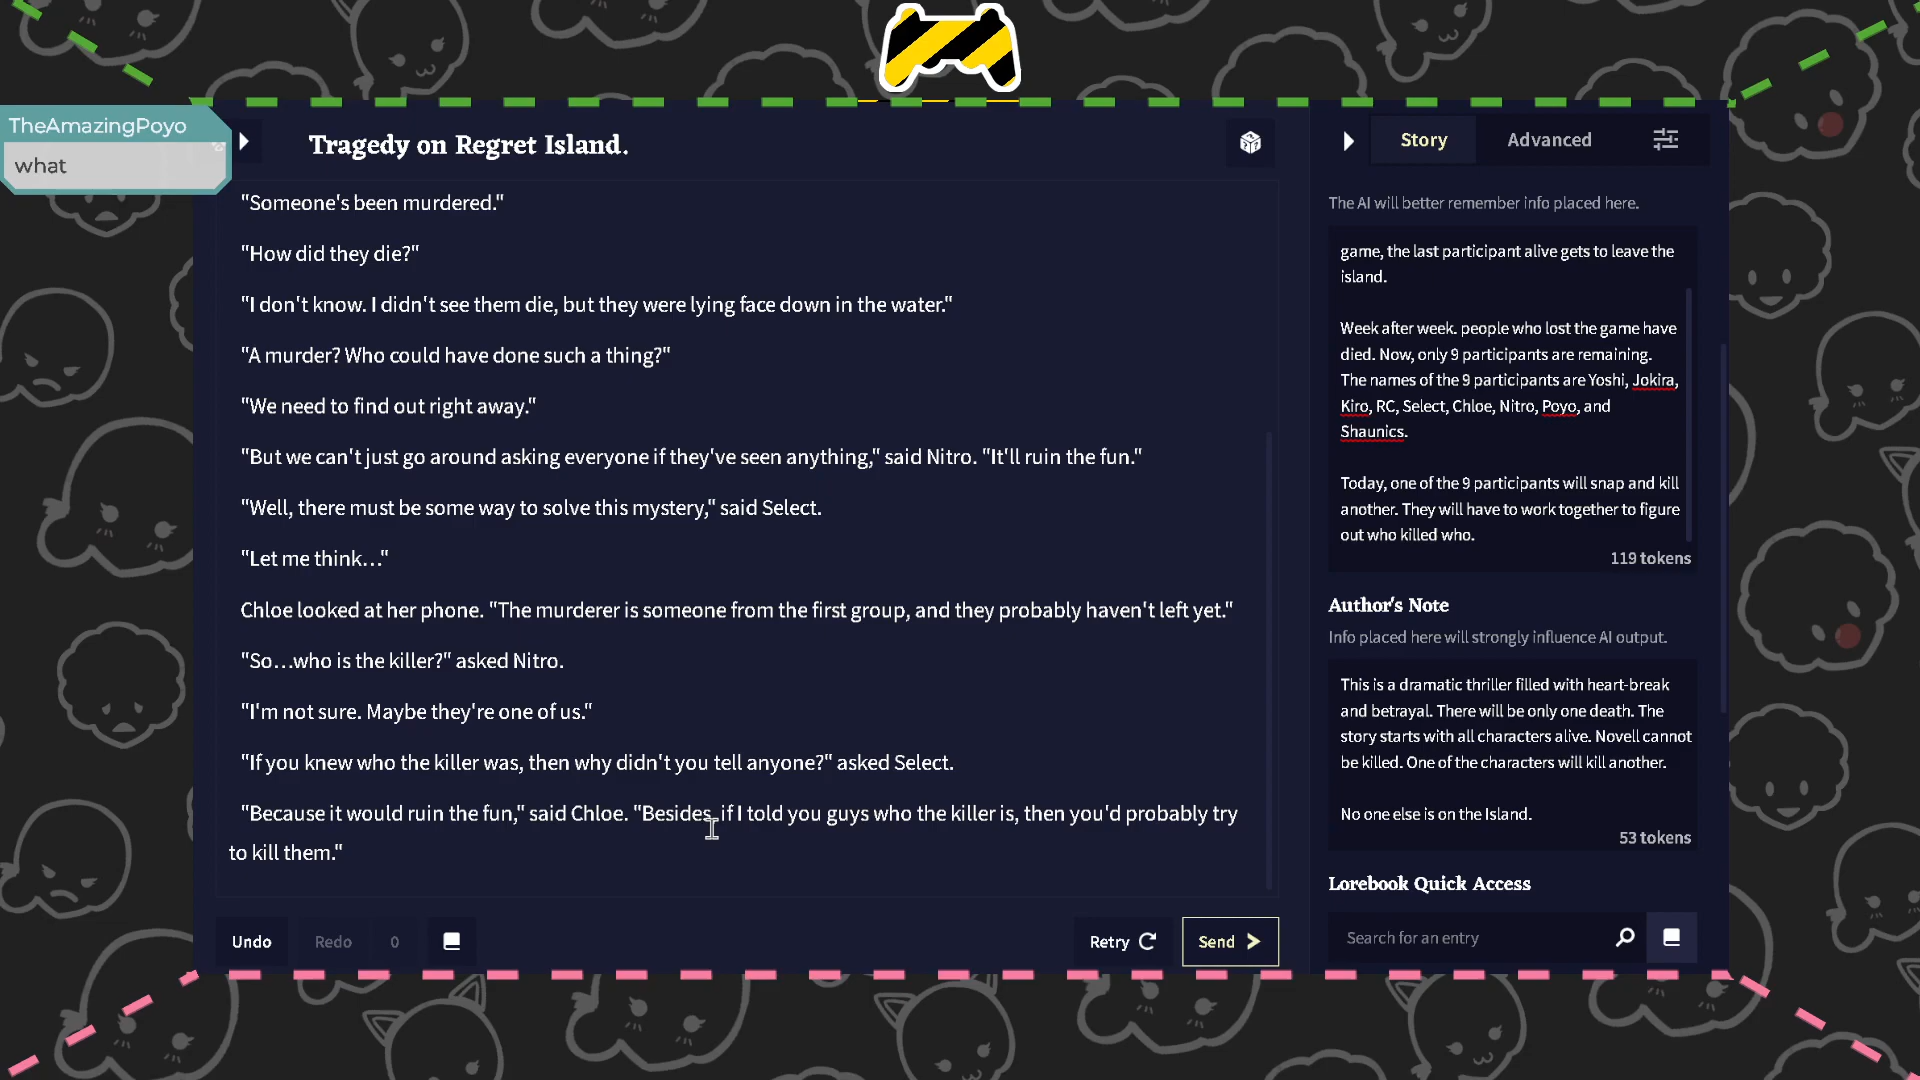 TheAmazingPoyo
what
Tragedy on Regret Island.
"Someone's been murdered."
"How did they die?"
"I don't know. I didn't see them die, but they were lying face down in the water."
"A murder? Who could have done such a thing?"
"We need to find out right away."
"But we can't just go around asking everyone if they've seen anything," said Nitro. "It'll ruin the fun."
"Well, there must be some way to solve this mystery," said Select.
"Let me think…"
Chloe looked at her phone. "The murderer is someone from the first group, and they probably haven't left yet."
"So…who is the killer?" asked Nitro.
"I'm not sure. Maybe they're one of us."
"If you knew who the killer was, then why didn't you tell anyone?" asked Select.
"Because it would ruin the fun," said Chloe. "Besides, if I told you guys who the killer is, then you'd probably try
to kill them."
Undo
Redo
0
Retry
Send
Story
Advanced
The AI will better remember info placed here.
game, the last participant alive gets to leave the
island.
Week after week. people who lost the game have
died. Now, only 9 participants are remaining.
The names of the 9 participants are Yoshi, Jokira,
Kiro, RC, Select, Chloe, Nitro, Poyo, and
Shaunics.
Today, one of the 9 participants will snap and kill
another. They will have to work together to figure
out who killed who.
119 tokens
Author's Note
Info placed here will strongly influence AI output.
This is a dramatic thriller filled with heart-break
and betrayal. There will be only one death. The
story starts with all characters alive. Novell cannot
be killed. One of the characters will kill another.
No one else is on the Island.
53 tokens
Lorebook Quick Access
Search for an entry